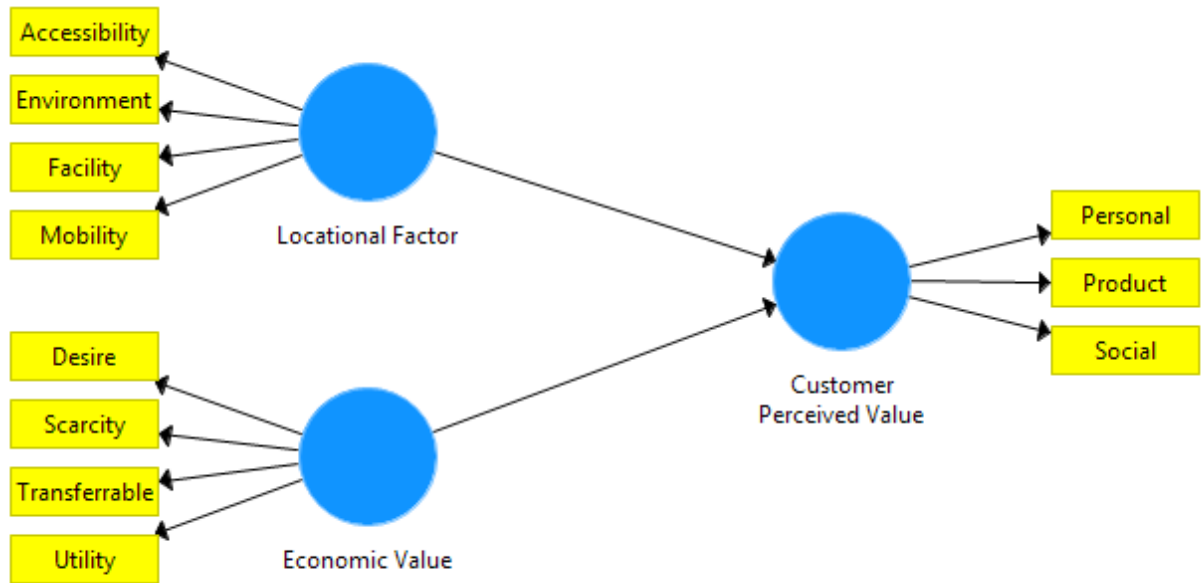 Accessibility
Environment
Facility
Mobility
Locational Factor
Desire
Scarcity
Transferrable
Utility
Economic Value
Customer
Perceived Value
Personal
Product
Social